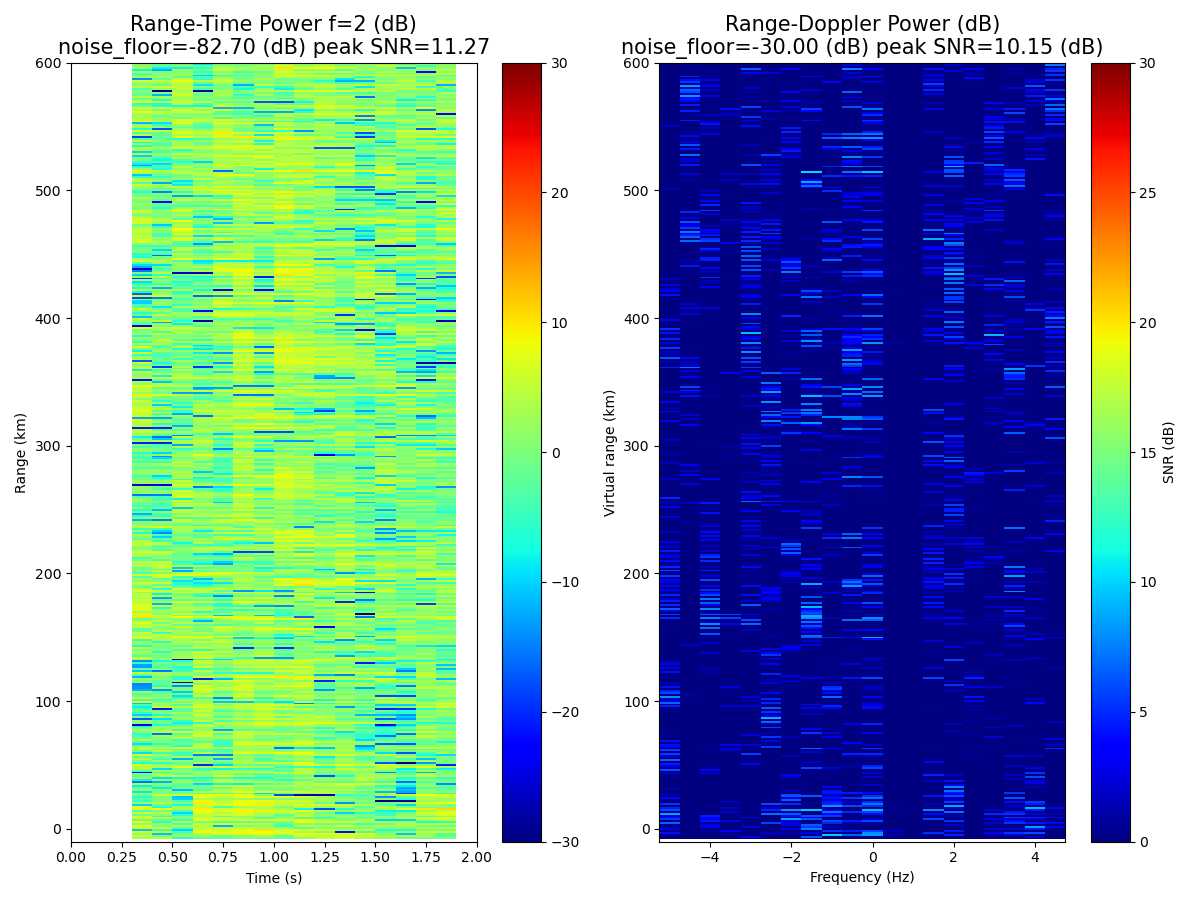 Range-Time Power f=2 (dB)
noise_floor=-82.70 (dB) peak SNR=11.27
Range (km)
600
500
400
300
200
100
0
0.00 0.25 0.50 0.75 1.00 1.25 1.50 1.75 2.00
Time (s)
30
20
10
0
−10
−20
−30
Range-Doppler Power (dB)
noise_floor=-30.00 (dB) peak SNR=10.15 (dB)
Virtual range (km)
600
500
400
300
200
100
0
−4 −2 0 2 4
Frequency (Hz)
30
25
20
15
10
5
0
SNR (dB)